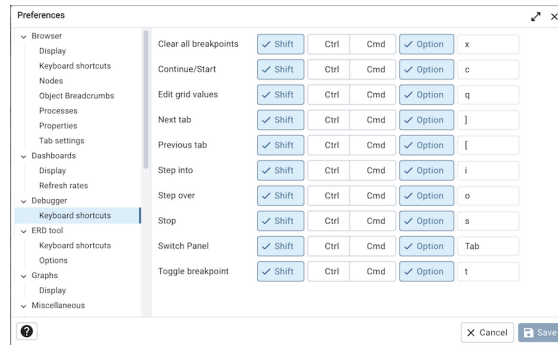 Preferences
Browser
Display
Keyboard shortcuts
Nodes
Object Breadcrumbs
Processes
Properties
Tab settings
Dashboards
Display
Refresh rates
Debugger
Keyboard shortcuts
ERD tool
Keyboard shortcuts
Options
Graphs
Display
Miscellaneous
Clear all breakpoints Shift Ctrl Cmd Option x
Continue/Start Shift Ctrl Cmd Option c
Edit grid values Shift Ctrl Cmd Option q
Next tab Shift Ctrl Cmd Option ]
Previous tab Shift Ctrl Cmd Option [
Step into Shift Ctrl Cmd Option i
Step over Shift Ctrl Cmd Option o
Stop Shift Ctrl Cmd Option s
Switch Panel Shift Ctrl Cmd Option Tab
Toggle breakpoint Shift Ctrl Cmd Option t
? Cancel Save